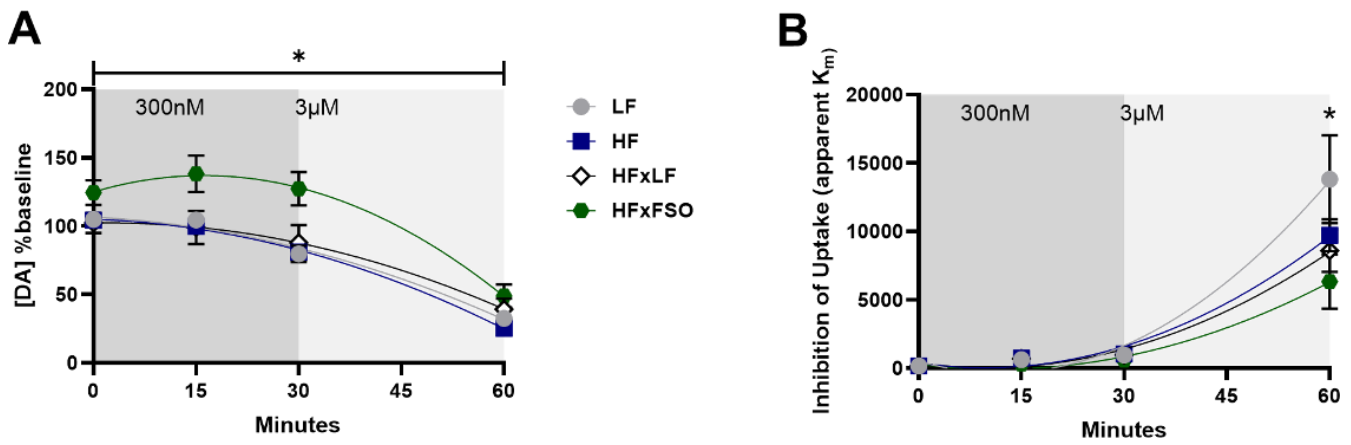 A
*
200
150
100
50
0
300nM
3µM
[DA] %baseline
0
15
30
45
60
Minutes
LF
HF
HFxLF
HFxFSO
B
20000
15000
10000
5000
0
300nM
3µM
*
Inhibition of Uptake (apparent Km)
0
15
30
45
60
Minutes